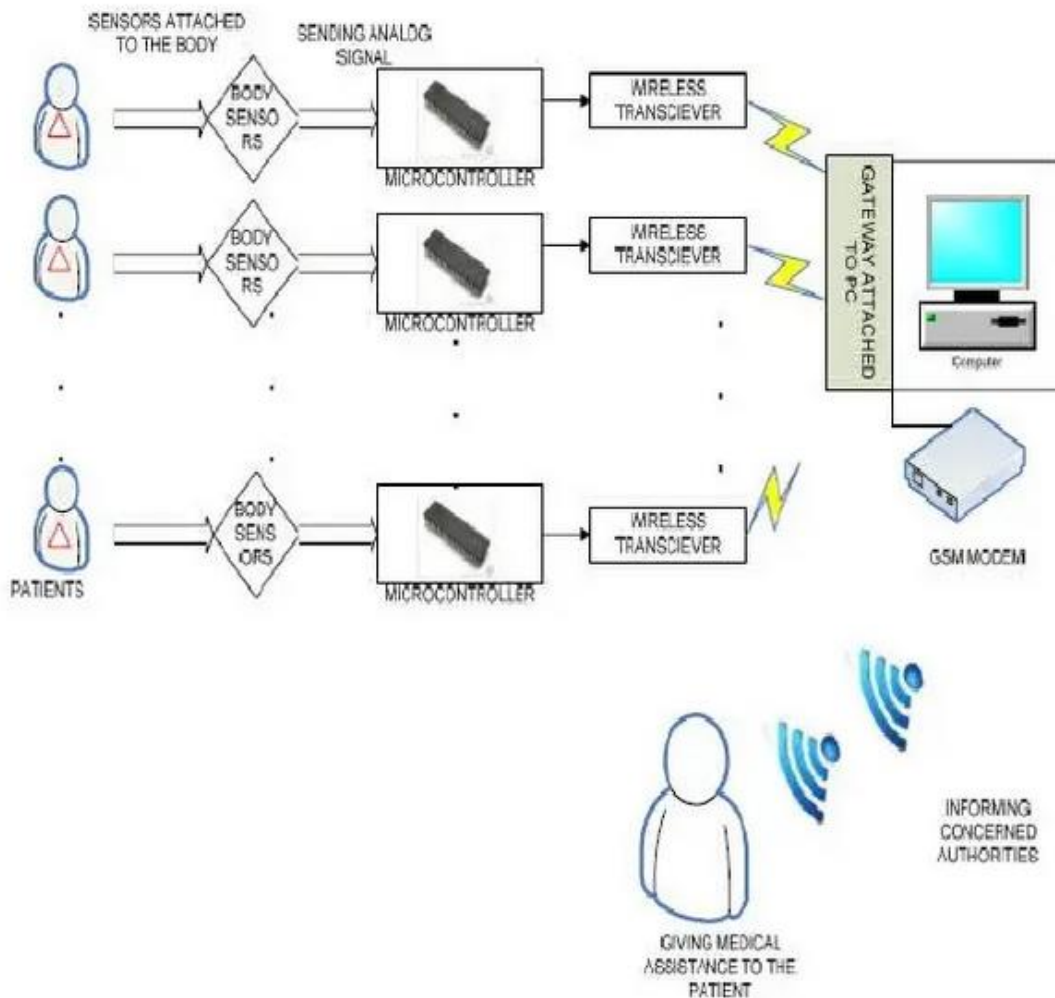 SENSORS ATTACHED
TO THE BODY
SENDING ANALOG
SIGNAL
BODY
SENSO
RS
MICROCONTROLLER
WIRELESS
TRANSCIEVER
BODY
SENSO
RS
MICROCONTROLLER
WIRELESS
TRANSCIEVER
GATEWAY ATTACHED
TO PC
Computer
BODY
SENS
ORS
MICROCONTROLLER
WIRELESS
TRANSCIEVER
GSM MODEM
PATIENTS
INFORMING
CONCERNED
AUTHORITIES
GIVING MEDICAL
ASSISTANCE TO THE
PATIENT